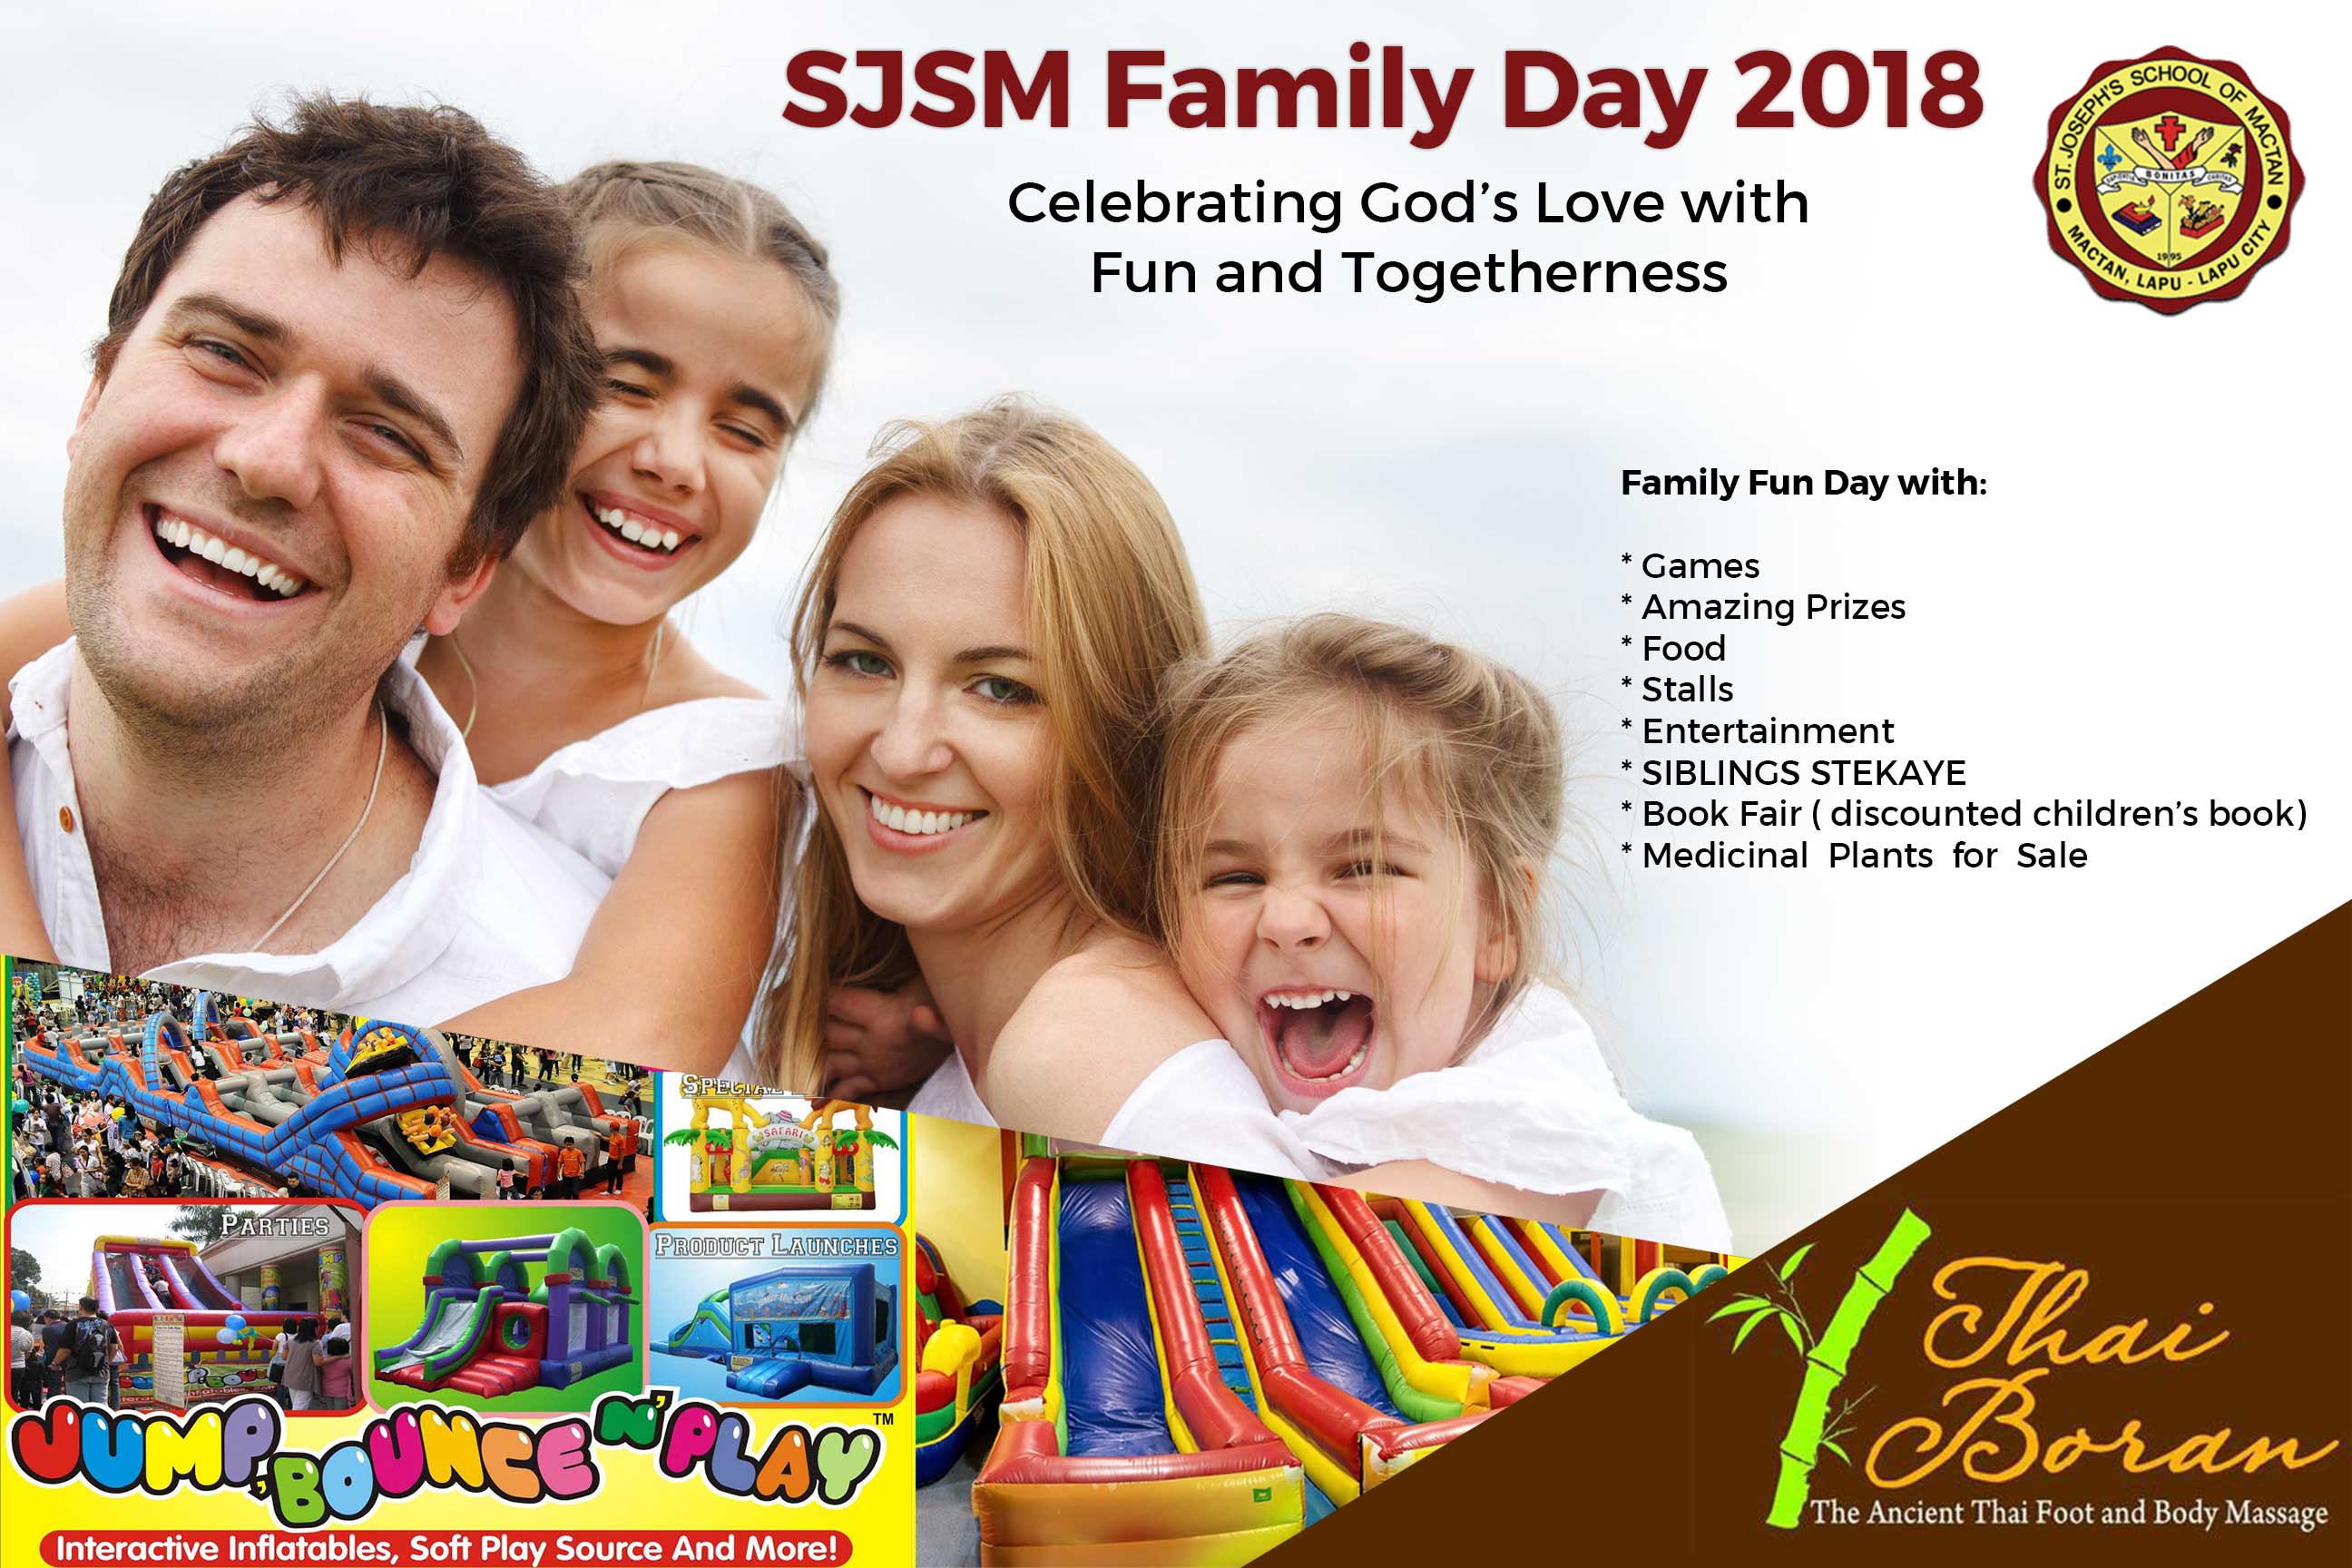 SJSM Family Day 2018
Celebrating God's Love with
Fun and Togetherness
ST. JOSEPH'S SCHOOL OF MACTAN
BONITAS
1995
MACTAN, LAPU - LAPU CITY
Family Fun Day with:
* Games
* Amazing Prizes
* Food
* Stalls
* Entertainment
* SIBLINGS STEKAYE
* Book Fair ( discounted children's book)
* Medicinal Plants for Sale
SPECIAL
SAFARI
PARTIES
PRODUCT LAUNCHES
JUMP, BOUNCE N' PLAY TM
Interactive Inflatables, Soft Play Source And More!
Thai
Boran
The Ancient Thai Foot and Body Massage